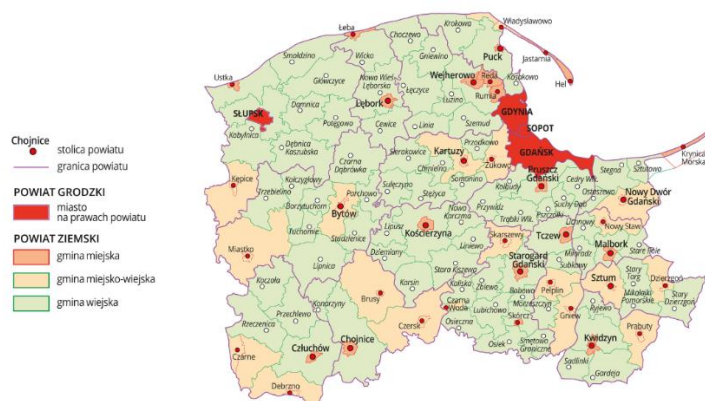 Chojnice
stolica powiatu
granica powiatu
POWIAT GRODZKI
miasto
na prawach powiatu
POWIAT ZIEMSKI
gmina miejska
gmina miejsko-wiejska
gmina wiejska
Łeba
Choczewo
Krokowa
Władysławowo
Smołdzino
Wicko
Gniewino
Puck
Jastarnia
Ustka
Główczyce
Nowa Wieś
Lęborska
Łęczyce
Wejherowo
Reda
Kosakowo
Hel
Rumia
SŁUPSK
Damnica
Lębork
Luzino
GDYNIA
Kobylnica
Potęgowo
Cewice
Linia
Szemud
SOPOT
Dębnica
Kaszubska
Przodkowo
GDAŃSK
Czarna
Dąbrówka
Sierakowice
Kartuzy
Żukowo
Krynica
Morska
Kępice
Kołczygłowy
Chmielno
Pruszcz
Gdański
Stegna
Sztutowo
Trzebielino
Parchowo
Sulęczyno
Somonino
Kolbudy
Cedry Wlk.
Borzytuchom
Bytów
Stężyca
Ostaszewo
Nowy Dwór
Gdański
Suchy Dąb
Tuchomie
Nowa
Karczma
Przywidz
Pszczółki
Studzienice
Lipusz
Kościerzyna
Trąbki Wlk.
Lichnowy
Nowy Staw
Miastko
Dziemiany
Liniewo
Skarszewy
Tczew
Malbork
Lipnica
Miłoradz
Stare Pole
Koczała
Stara Kiszewa
Starogard
Gdański
Subkowy
Konarzyny
Karsin
Kaliska
Zblewo
Sztum
Stary
Targ
Dzierzgoń
Brusy
Bobowo
Pelplin
Przechlewo
Czarna
Woda
Lubichowo
Morzeszczyn
Mikołajki
Pomorskie
Stary
Dzierzgoń
Rzeczenica
Czersk
Osieczna
Skórcz
Gniew
Ryjewo
Chojnice
Osiek
Smętowo
Graniczne
Prabuty
Czarne
Człuchów
Kwidzyn
Sadlinki
Debrzno
Gardeja